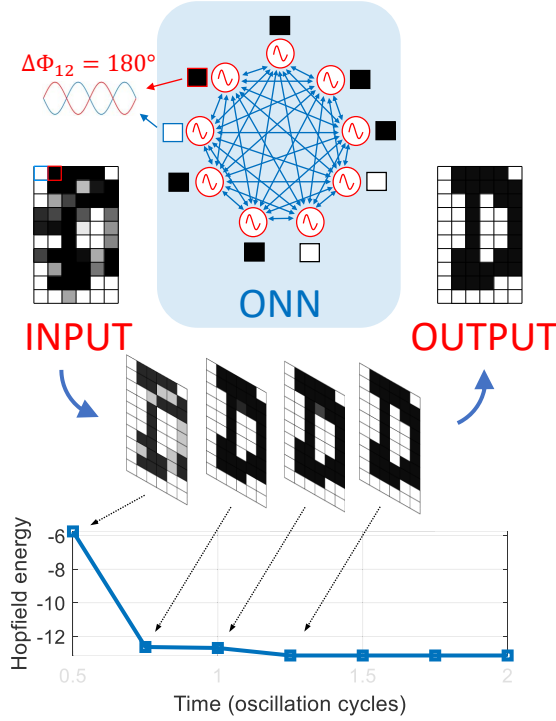 ΔΦ₁₂ = 180°
ONN
INPUT
OUTPUT
Hopfield energy
-6
-8
-10
-12
0.5
1
1.5
2
Time (oscillation cycles)